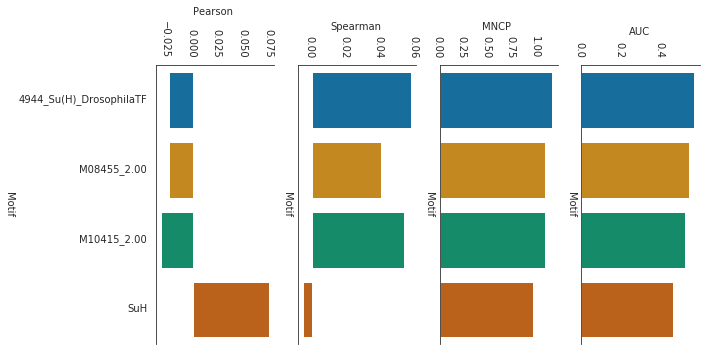 Pearson
Spearman
MNCP
AUC
−0.025
0.000
0.025
0.050
0.075
0.00
0.02
0.04
0.06
0.00
0.25
0.50
0.75
1.00
0.0
0.2
0.4
4944_Su(H)_DrosophilaTF
M08455_2.00
M10415_2.00
SuH
Motif
Motif
Motif
Motif